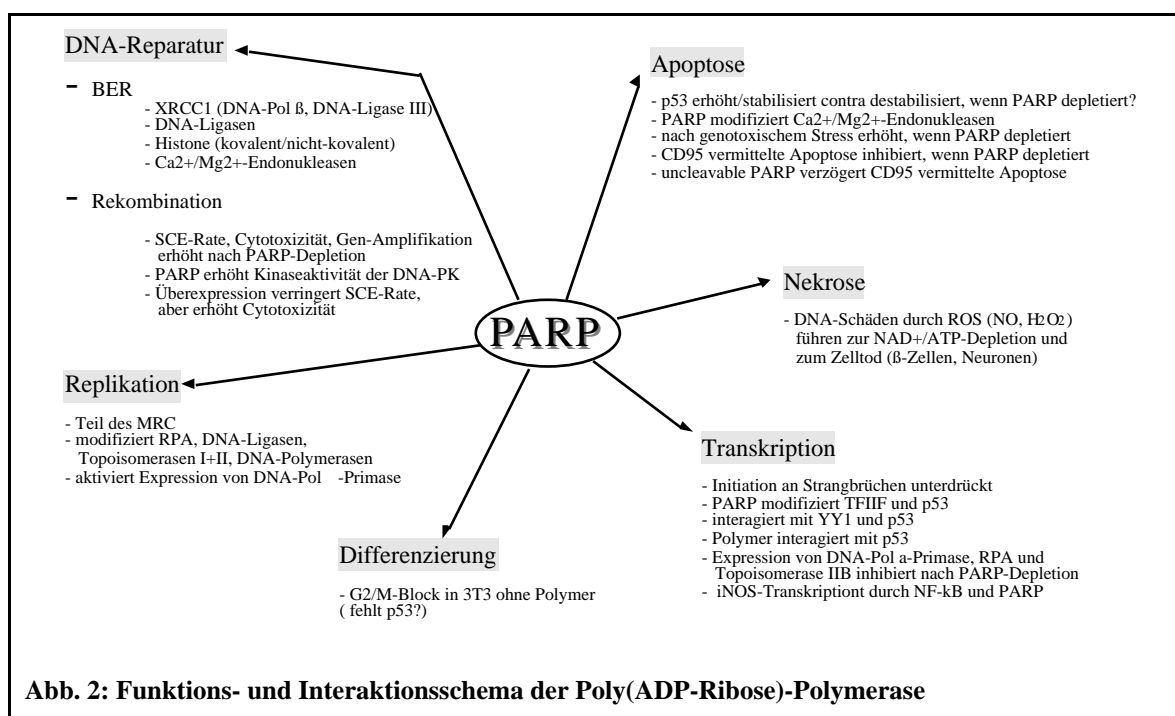 DNA-Reparatur
- BER
- XRCC1 (DNA-Pol ß, DNA-Ligase III)
- DNA-Ligasen
- Histone (kovalent/nicht-kovalent)
- Ca2+/Mg2+-Endonukleasen
- Rekombination
- SCE-Rate, Cytotoxizität, Gen-Amplifikation
erhöht nach PARP-Depletion
- PARP erhöht Kinaseaktivität der DNA-PK
- Überexpression verringert SCE-Rate,
aber erhöht Cytotoxizität
Apoptose
- p53 erhöht/stabilisiert contra destabilisiert, wenn PARP depletiert?
- PARP modifiziert Ca2+/Mg2+-Endonukleasen
- nach genotoxischem Stress erhöht, wenn PARP depletiert
- CD95 vermittelte Apoptose inhibiert, wenn PARP depletiert
- uncleavable PARP verzögert CD95 vermittelte Apoptose
Nekrose
- DNA-Schäden durch ROS (NO, H2O2)
führen zur NAD+/ATP-Depletion und
zum Zelltod (ß-Zellen, Neuronen)
PARP
Replikation
- Teil des MRC
- modifiziert RPA, DNA-Ligasen,
Topoisomerasen I+II, DNA-Polymerasen
- aktiviert Expression von DNA-Pol -Primase
Transkription
- Initiation an Strangbrüchen unterdrückt
- PARP modifiziert TFIIF und p53
- interagiert mit YY1 und p53
- Polymer interagiert mit p53
- Expression von DNA-Pol a-Primase, RPA und
Topoisomerase IIB inhibiert nach PARP-Depletion
- iNOS-Transkriptiont durch NF-kB und PARP
Differenzierung
- G2/M-Block in 3T3 ohne Polymer
( fehlt p53?)
Abb. 2: Funktions- und Interaktionsschema der Poly(ADP-Ribose)-Polymerase